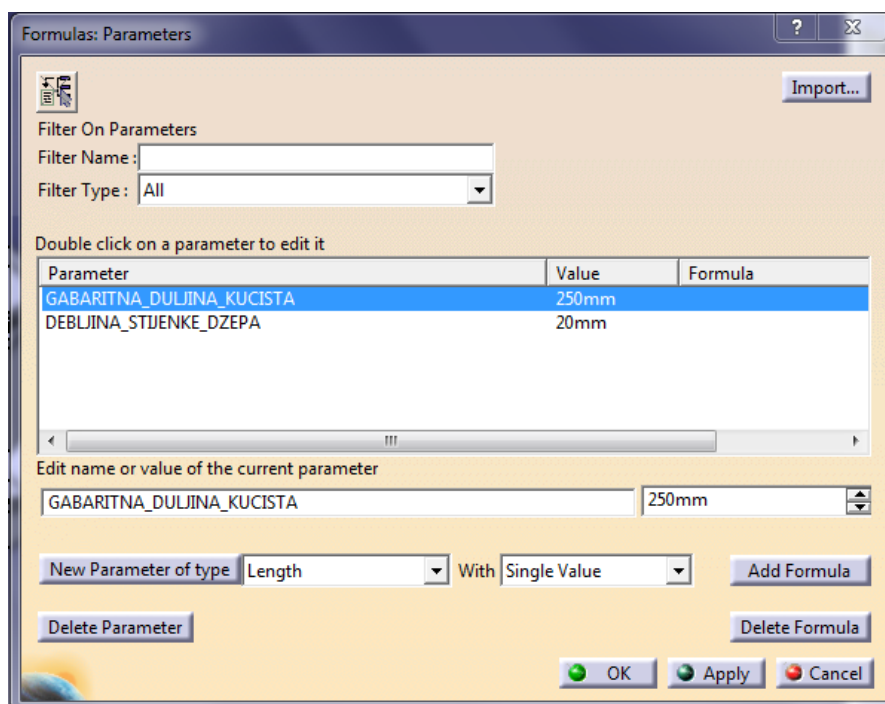 Formulas: Parameters
Import...
Filter On Parameters
Filter Name :
Filter Type : All
Double click on a parameter to edit it
Parameter Value Formula
GABARITNA_DULJINA_KUCISTA 250mm
DEBLJINA_STIJENKE_DZEPA 20mm
Edit name or value of the current parameter
GABARITNA_DULJINA_KUCISTA 250mm
New Parameter of type Length With Single Value Add Formula
Delete Parameter Delete Formula
OK Apply Cancel